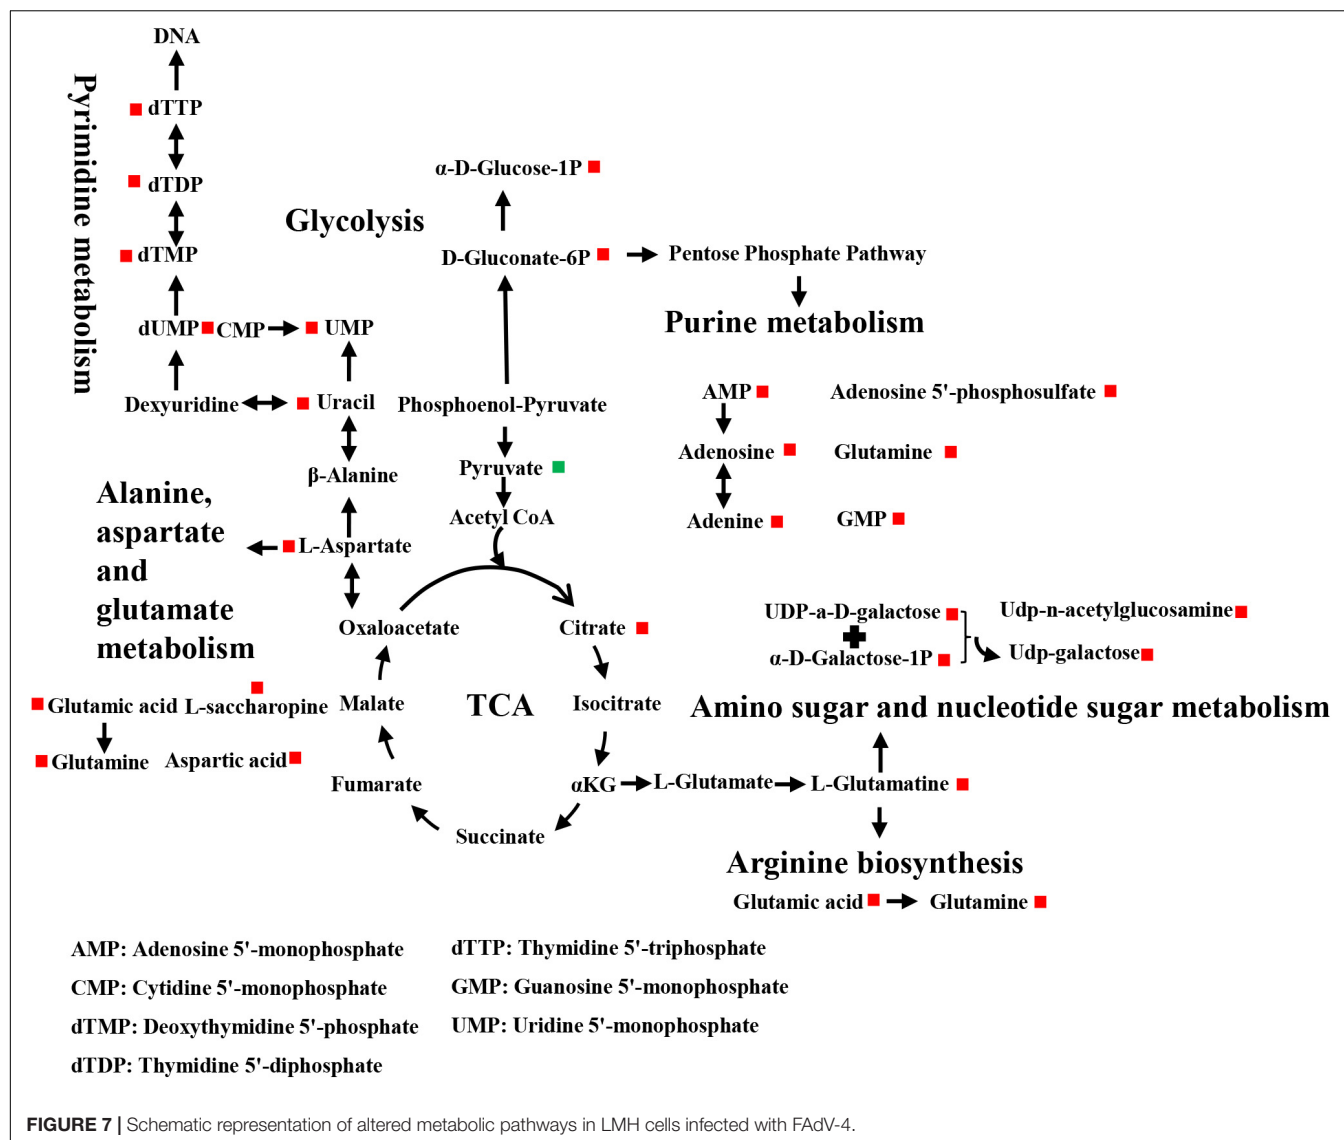 DNA
Pyrimidine metabolism
dTTP
dTDP
dTMP
dUMP
CMP
UMP
Dexyuridine
Uracil
β-Alanine
L-Aspartate
Glycolysis
α-D-Glucose-1P
D-Gluconate-6P
Pentose Phosphate Pathway
Purine metabolism
Phosphoenol-Pyruvate
Pyruvate
Acetyl CoA
AMP
Adenosine 5'-phosphosulfate
Adenosine
Glutamine
Adenine
GMP
Alanine,
aspartate
and
glutamate
metabolism
Glutamic acid
L-saccharopine
Glutamine
Aspartic acid
Oxaloacetate
Citrate
Malate
TCA
Isocitrate
Fumarate
αKG
Succinate
L-Glutamate
L-Glutamatine
UDP-a-D-galactose
Udp-n-acetylglucosamine
α-D-Galactose-1P
Udp-galactose
Amino sugar and nucleotide sugar metabolism
Arginine biosynthesis
Glutamic acid
Glutamine
AMP: Adenosine 5'-monophosphate
CMP: Cytidine 5'-monophosphate
dTMP: Deoxythymidine 5'-phosphate
dTDP: Thymidine 5'-diphosphate
dTTP: Thymidine 5'-triphosphate
GMP: Guanosine 5'-monophosphate
UMP: Uridine 5'-monophosphate
FIGURE 7 | Schematic representation of altered metabolic pathways in LMH cells infected with FAdV-4.